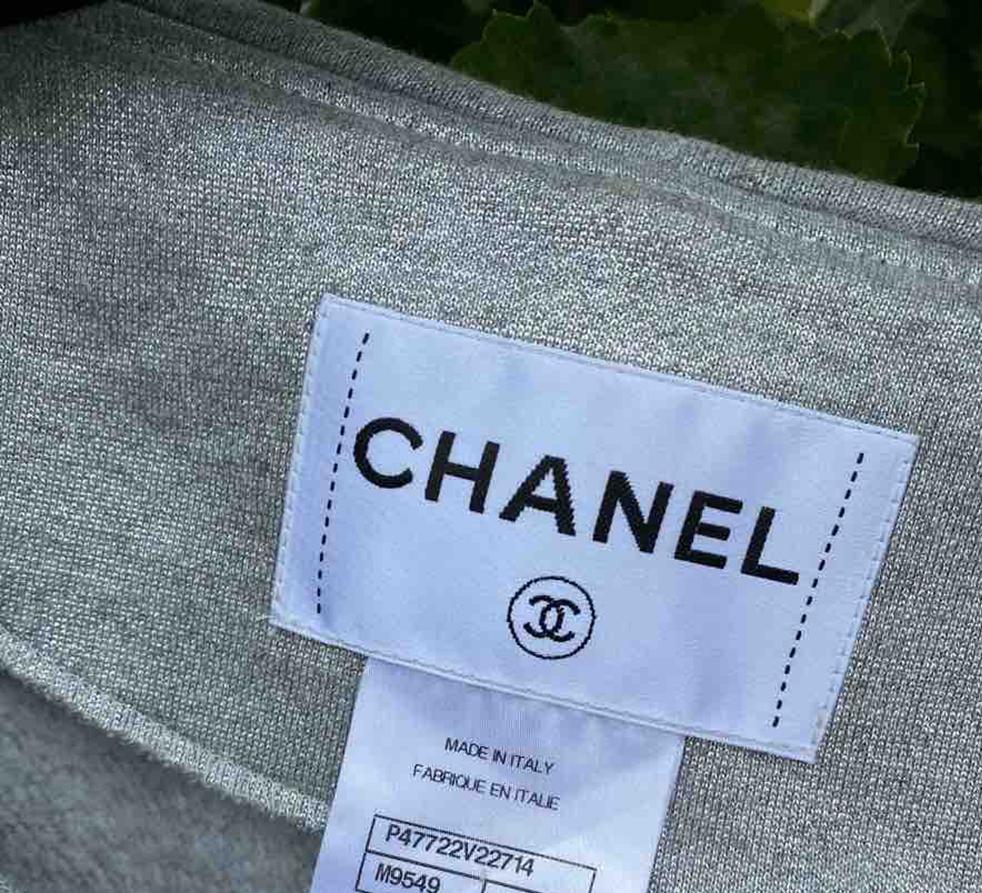 CHANEL
MADE IN ITALY
FABRIQUE EN ITALIE
P47722V22714
M9549